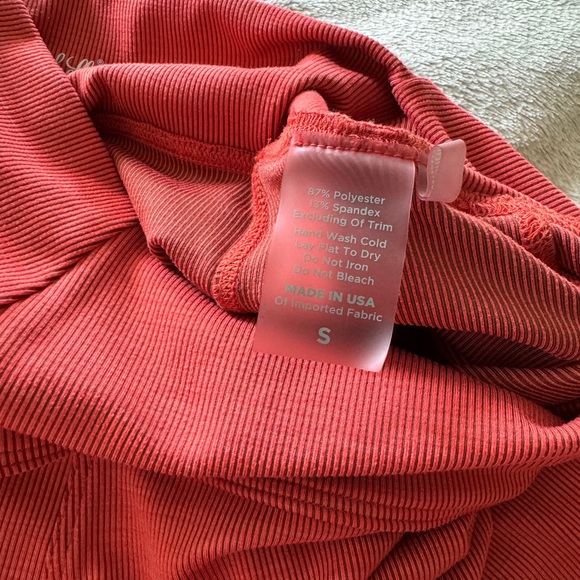 87% Polyester
13% Spandex
Excluding Of Trim
Hand Wash Cold
Lay Flat To Dry
Do Not Iron
Do Not Bleach
MADE IN USA
Of Imported Fabric
S